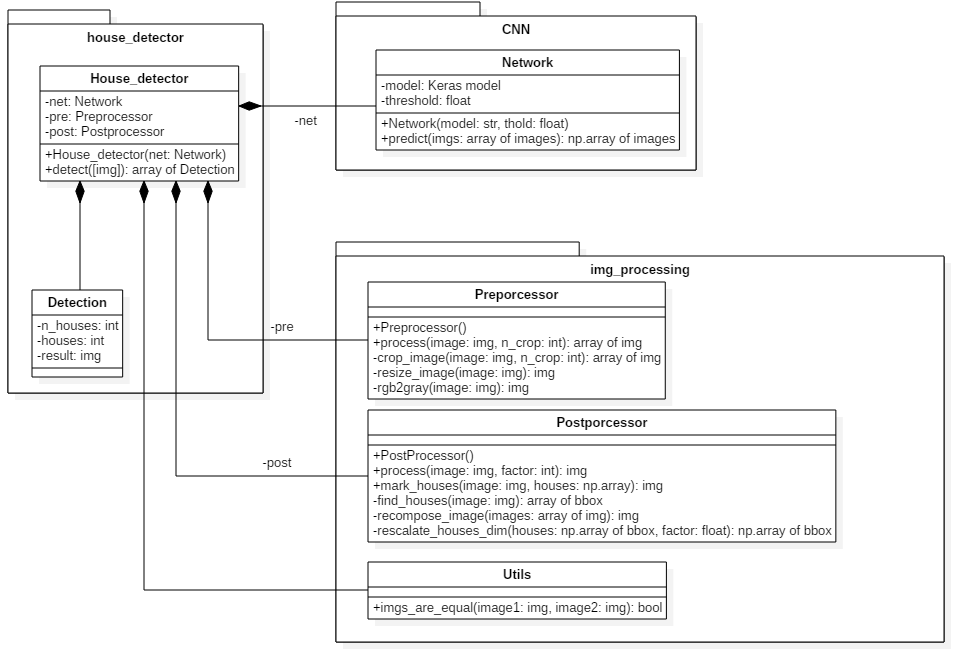 house_detector
House_detector
-net: Network
-pre: Preprocessor
-post: Postprocessor
+House_detector(net: Network)
+detect([img]): array of Detection
-net
CNN
Network
-model: Keras model
-threshold: float
+Network(model: str, thold: float)
+predict(imgs: array of images): np.array of images
Detection
-n_houses: int
-houses: int
-result: img
-pre
-post
img_processing
Preporcessor
+Preprocessor()
+process(image: img, n_crop: int): array of img
-crop_image(image: img, n_crop: int): array of img
-resize_image(image: img): img
-rgb2gray(image: img): img
Postporcessor
+PostProcessor()
+process(image: img, factor: int): img
+mark_houses(image: img, houses: np.array): img
-find_houses(image: img): array of bbox
-recompose_image(images: array of img): img
-rescalate_houses_dim(houses: np.array of bbox, factor: float): np.array of bbox
Utils
+imgs_are_equal(image1: img, image2: img): bool